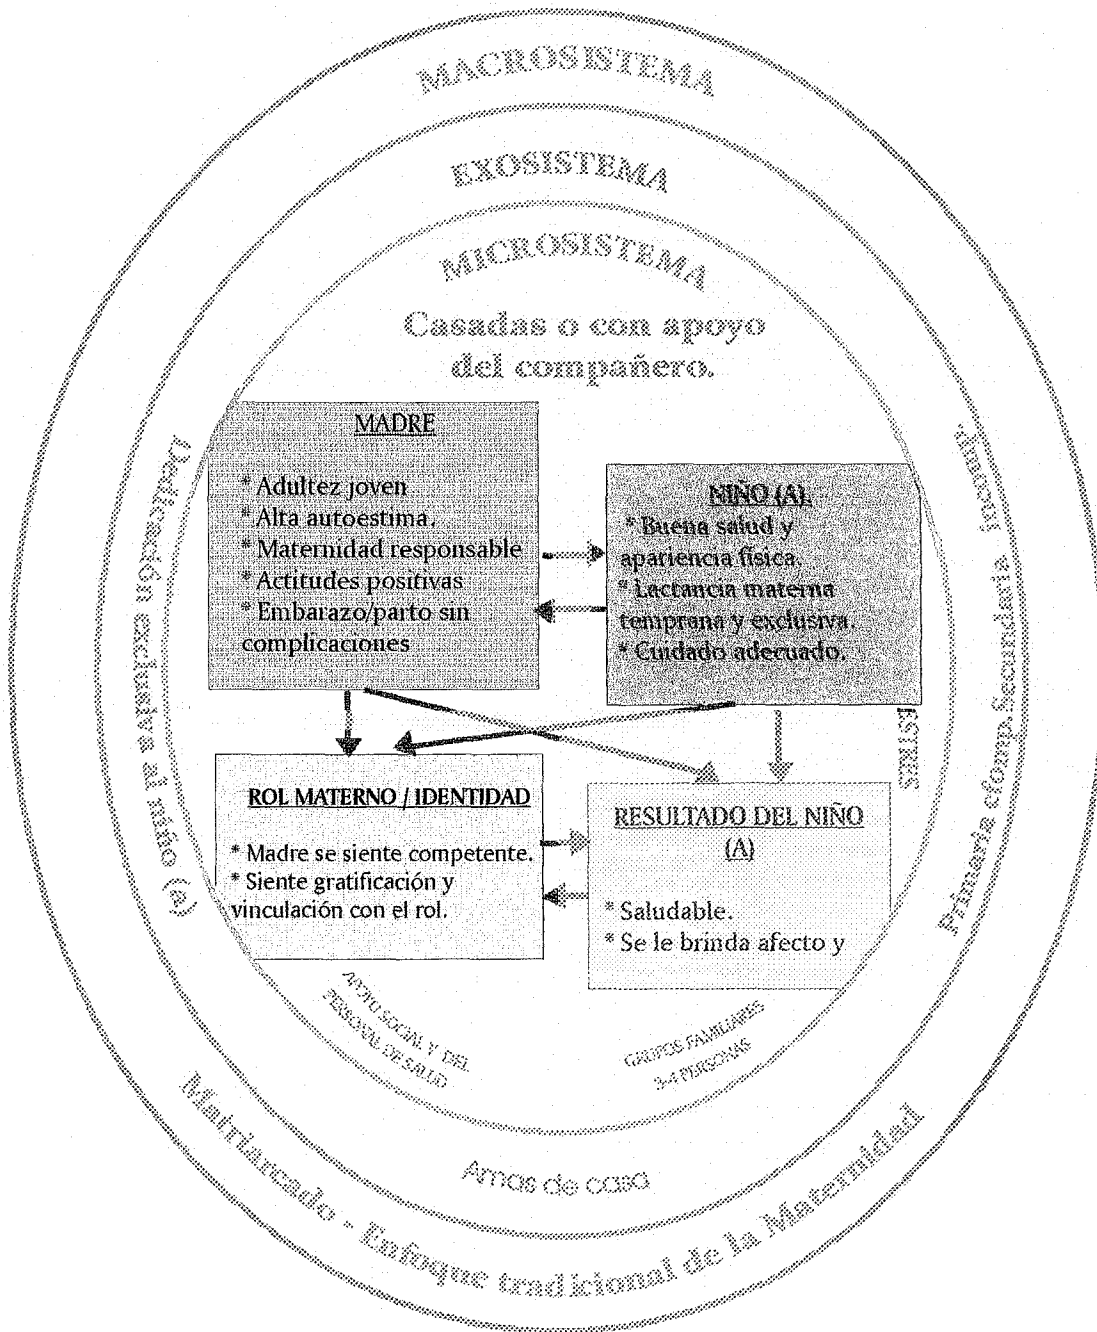 MACROSISTEMA
EXOSISTEMA
MICROSISTEMA
Casadas o con apoyo
del compañero.
MADRE
* Adultez joven
* Alta autoestima.
* Maternidad responsable
* Actitudes positivas
* Embarazo/parto sin
complicaciones
NIÑO (A).
* Buena salud y
apariencia física.
* Lactancia materna
temprana y exclusiva.
* Cuidado adecuado.
Dedicación exclusiva al niño (a)
Primaria comp. Secundaria incomp.
ESTRES
ROL MATERNO / IDENTIDAD
* Madre se siente competente.
* Siente gratificación y
vinculación con el rol.
RESULTADO DEL NIÑO
(A)
* Saludable.
* Se le brinda afecto y
APOYO SOCIAL Y DEL
PERSONAL DE SALUD
GRUPOS FAMILIARES
3-4 PERSONAS
Amas de casa
Matriarcado - Enfoque tradicional de la Maternidad